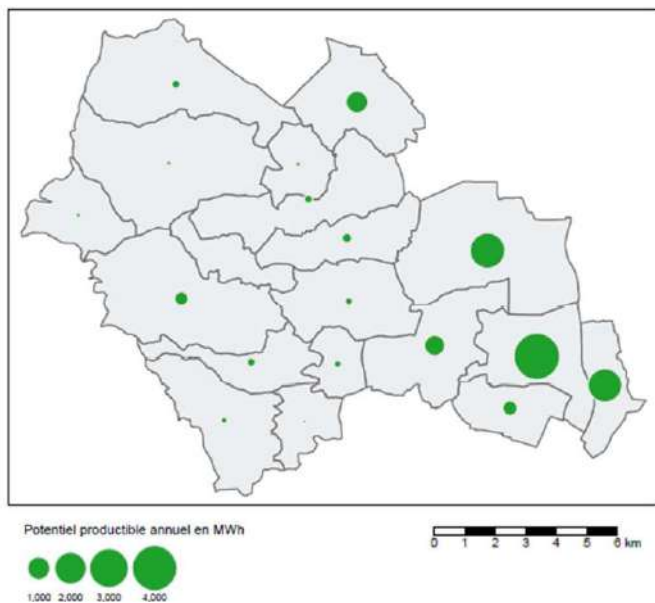 Potentiel productible annuel en MWh
0 1 2 3 4 5 6 km
1,000 2,000 3,000 4,000